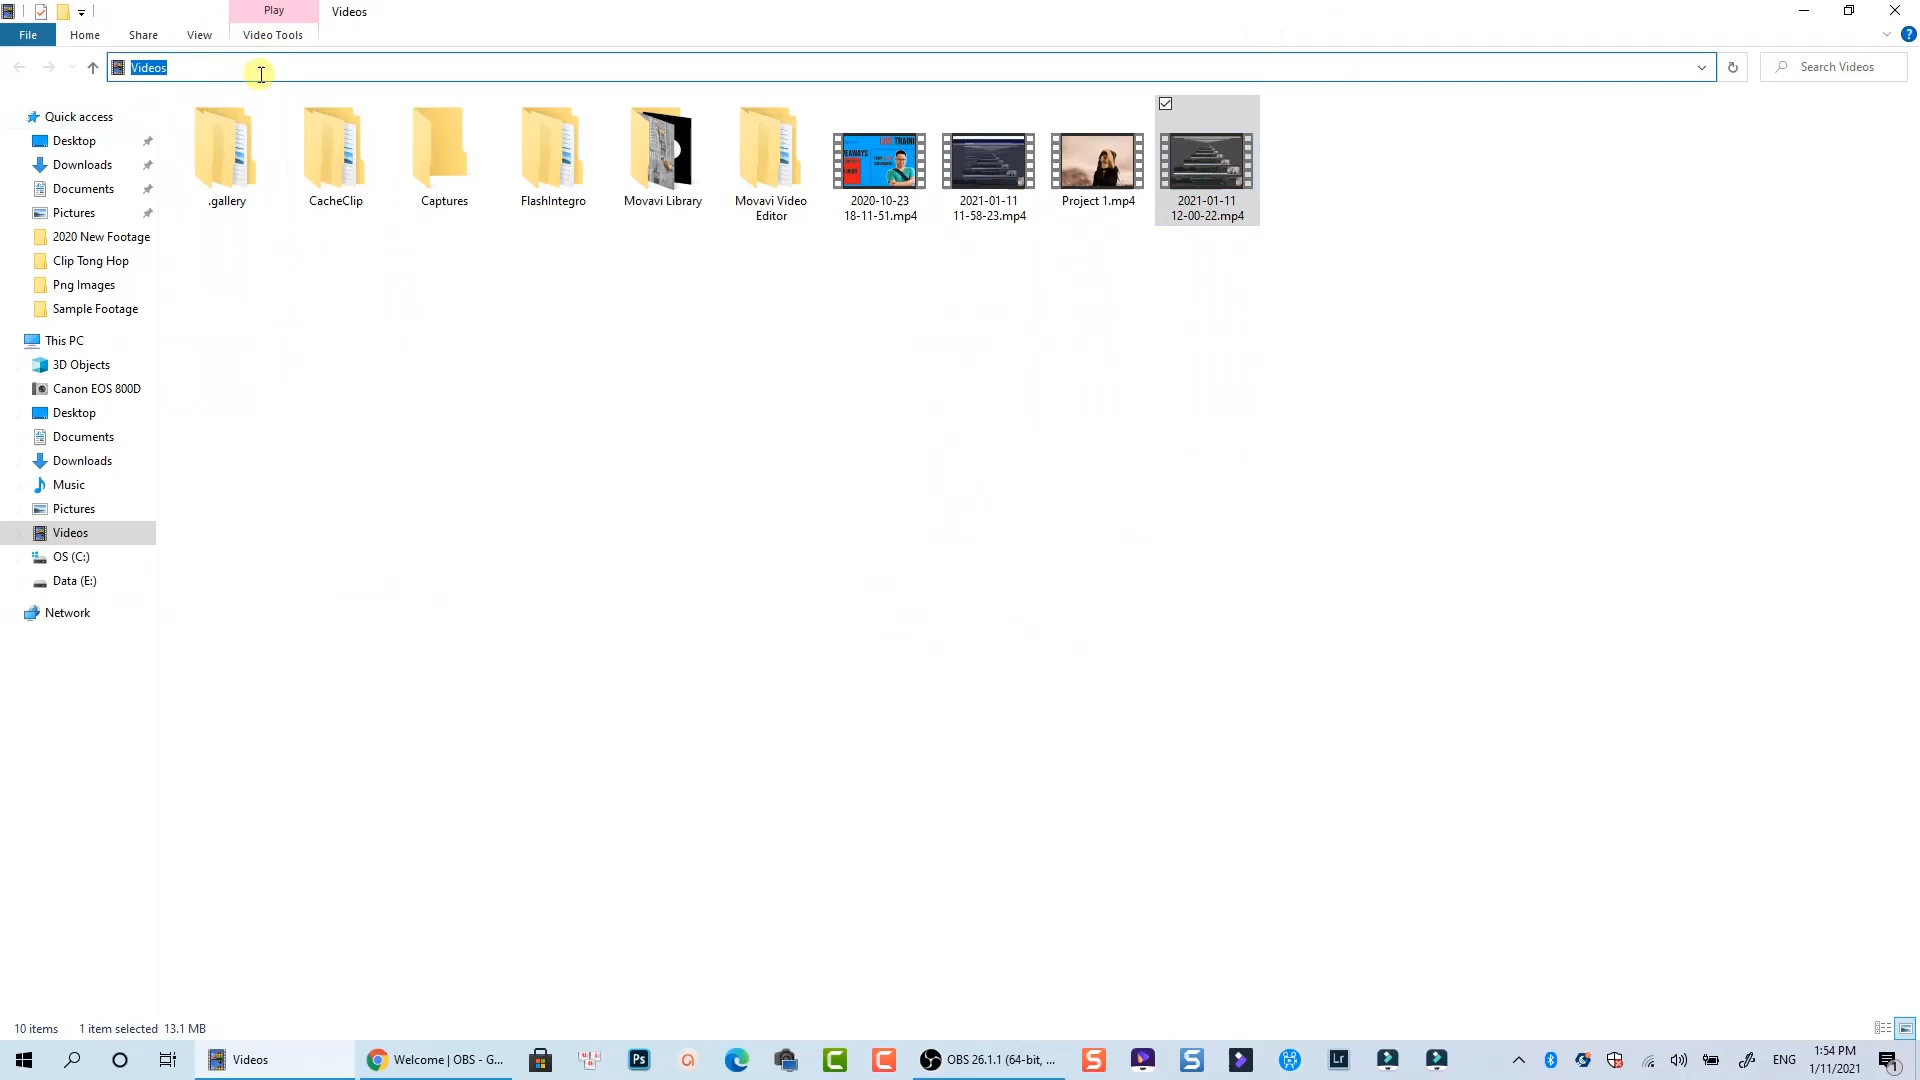 Play
Videos
File
Home
Share
View
Video Tools
Videos
Search Videos
Quick access
Desktop
Downloads
Documents
Pictures
2020 New Footage
Clip Tong Hop
Png Images
Sample Footage
This PC
3D Objects
Canon EOS 800D
Desktop
Documents
Downloads
Music
Pictures
Videos
OS (C:)
Data (E:)
Network
.gallery
CacheClip
Captures
FlashIntegro
Movavi Library
Movavi Video
Editor
2020-10-23
18-11-51.mp4
2021-01-11
11-58-23.mp4
Project 1.mp4
2021-01-11
12-00-22.mp4
10 items
1 item selected 13.1 MB
Videos
Welcome | OBS - G...
Ps
OBS 26.1.1 (64-bit, ...
Lr
ENG
1:54 PM
1/11/2021